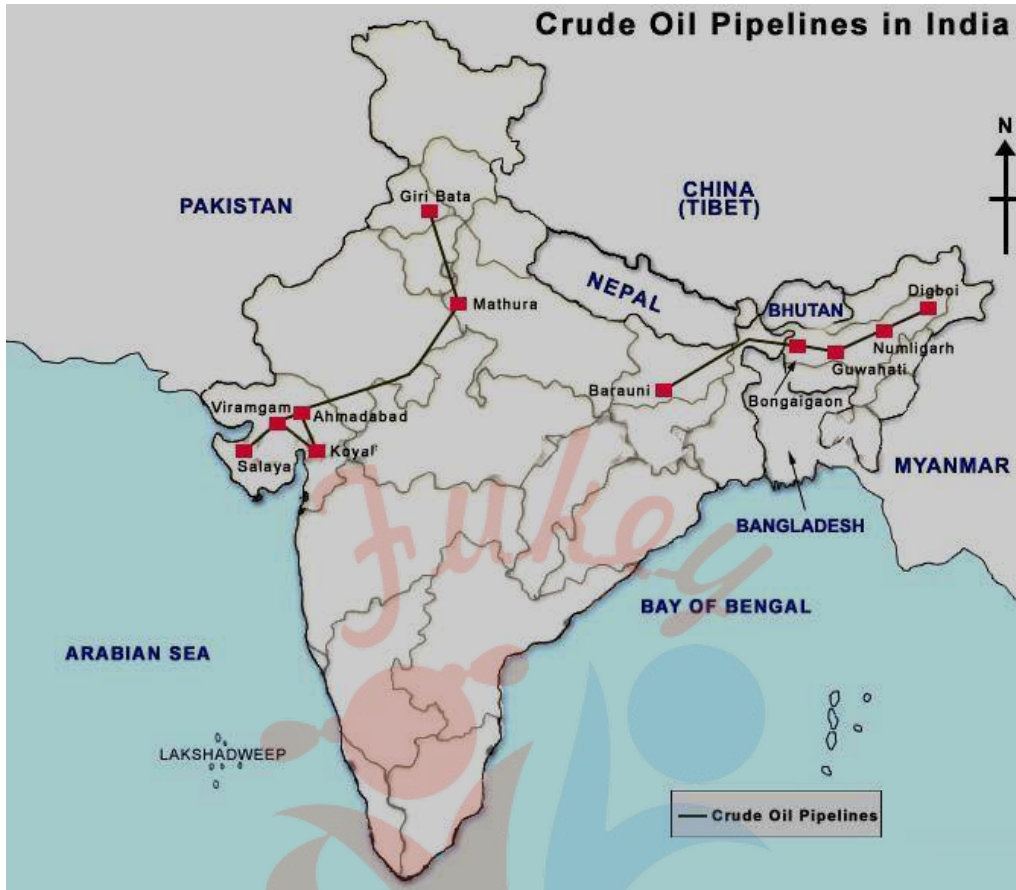 Crude Oil Pipelines in India
N
Giri Bata
PAKISTAN
CHINA
(TIBET)
Mathura
NEPAL
BHUTAN
Digboi
Numligarh
Guwahati
Barauni
Bongaigaon
Viramgam
Ahmadabad
Salaya
Koyal
MYANMAR
BANGLADESH
BAY OF BENGAL
ARABIAN SEA
LAKSHADWEEP
Crude Oil Pipelines
Jukey